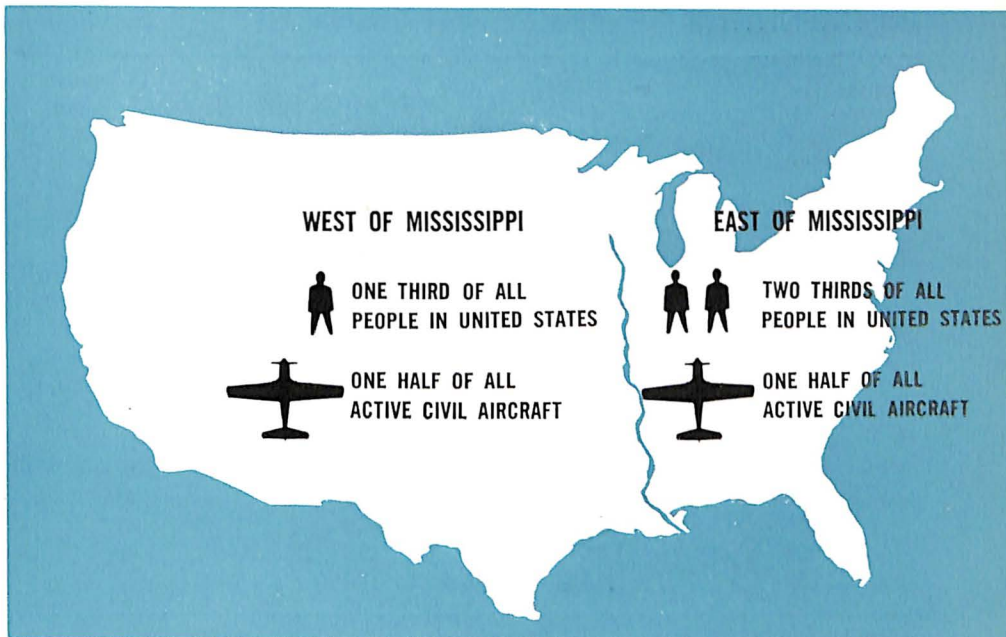 WEST OF MISSISSIPPI
ONE THIRD OF ALL
PEOPLE IN UNITED STATES
ONE HALF OF ALL
ACTIVE CIVIL AIRCRAFT
EAST OF MISSISSIPPI
TWO THIRDS OF ALL
PEOPLE IN UNITED STATES
ONE HALF OF ALL
ACTIVE CIVIL AIRCRAFT